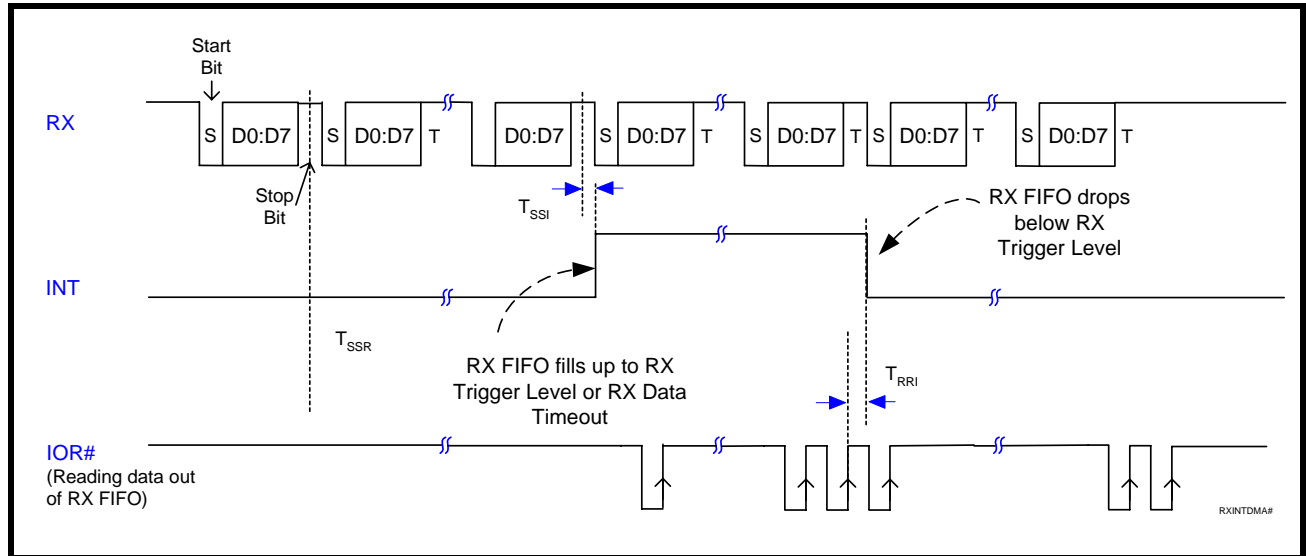 Start
Bit
RX
S D0:D7 S D0:D7 T D0:D7 S D0:D7 T S D0:D7 T S D0:D7 T S D0:D7 T
Stop
Bit
TSSI
RX FIFO drops
below RX
Trigger Level
INT
TSSR
RX FIFO fills up to RX
Trigger Level or RX Data
Timeout
TRRI
IOR#
(Reading data out
of RX FIFO)
RXINTDMA#